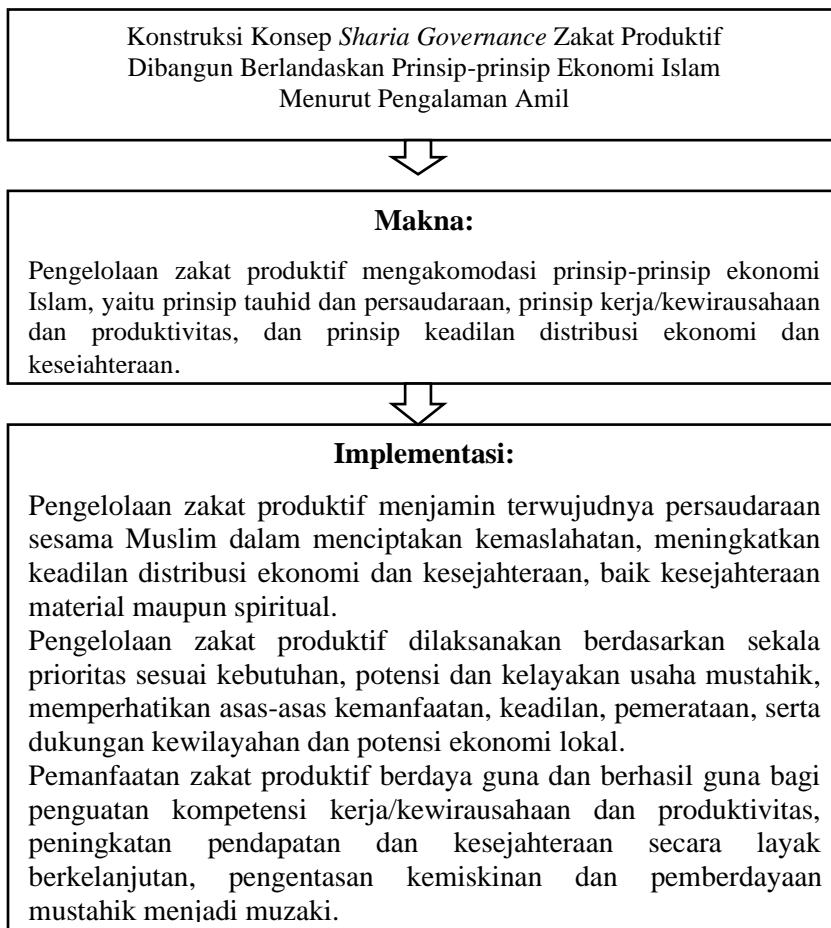 Konstruksi Konsep Sharia Governance Zakat Produktif
Dibangun Berlandaskan Prinsip-prinsip Ekonomi Islam
Menurut Pengalaman Amil
Makna:
Pengelolaan zakat produktif mengakomodasi prinsip-prinsip ekonomi
Islam, yaitu prinsip tauhid dan persaudaraan, prinsip kerja/kewirausahaan
dan produktivitas, dan prinsip keadilan distribusi ekonomi dan
kesejahteraan.
Implementasi:
Pengelolaan zakat produktif menjamin terwujudnya persaudaraan
sesama Muslim dalam menciptakan kemaslahatan, meningkatkan
keadilan distribusi ekonomi dan kesejahteraan, baik kesejahteraan
material maupun spiritual.
Pengelolaan zakat produktif dilaksanakan berdasarkan sekala
prioritas sesuai kebutuhan, potensi dan kelayakan usaha mustahik,
memperhatikan asas-asas kemanfaatan, keadilan, pemerataan, serta
dukungan kewilayahan dan potensi ekonomi lokal.
Pemanfaatan zakat produktif berdaya guna dan berhasil guna bagi
penguatan kompetensi kerja/kewirausahaan dan produktivitas,
peningkatan pendapatan dan kesejahteraan secara layak
berkelanjutan, pengentasan kemiskinan dan pemberdayaan
mustahik menjadi muzaki.